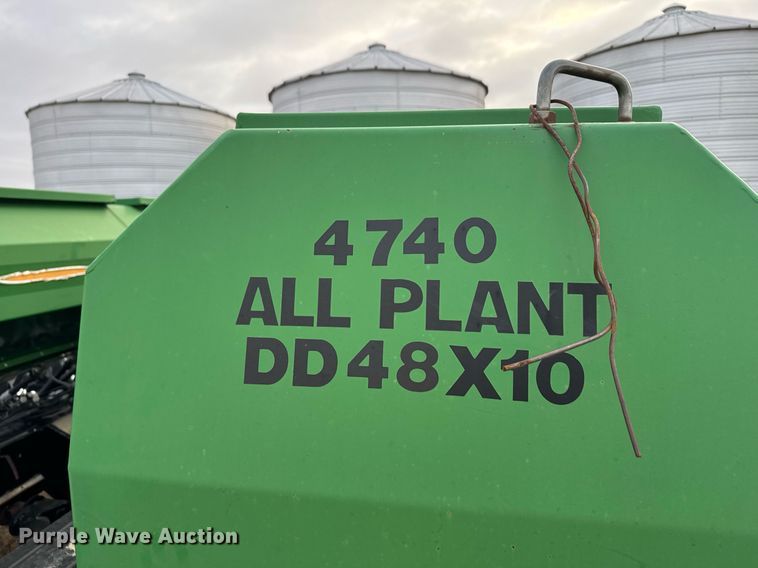 4740
ALL PLANT
DD48X10
Purple Wave Auction